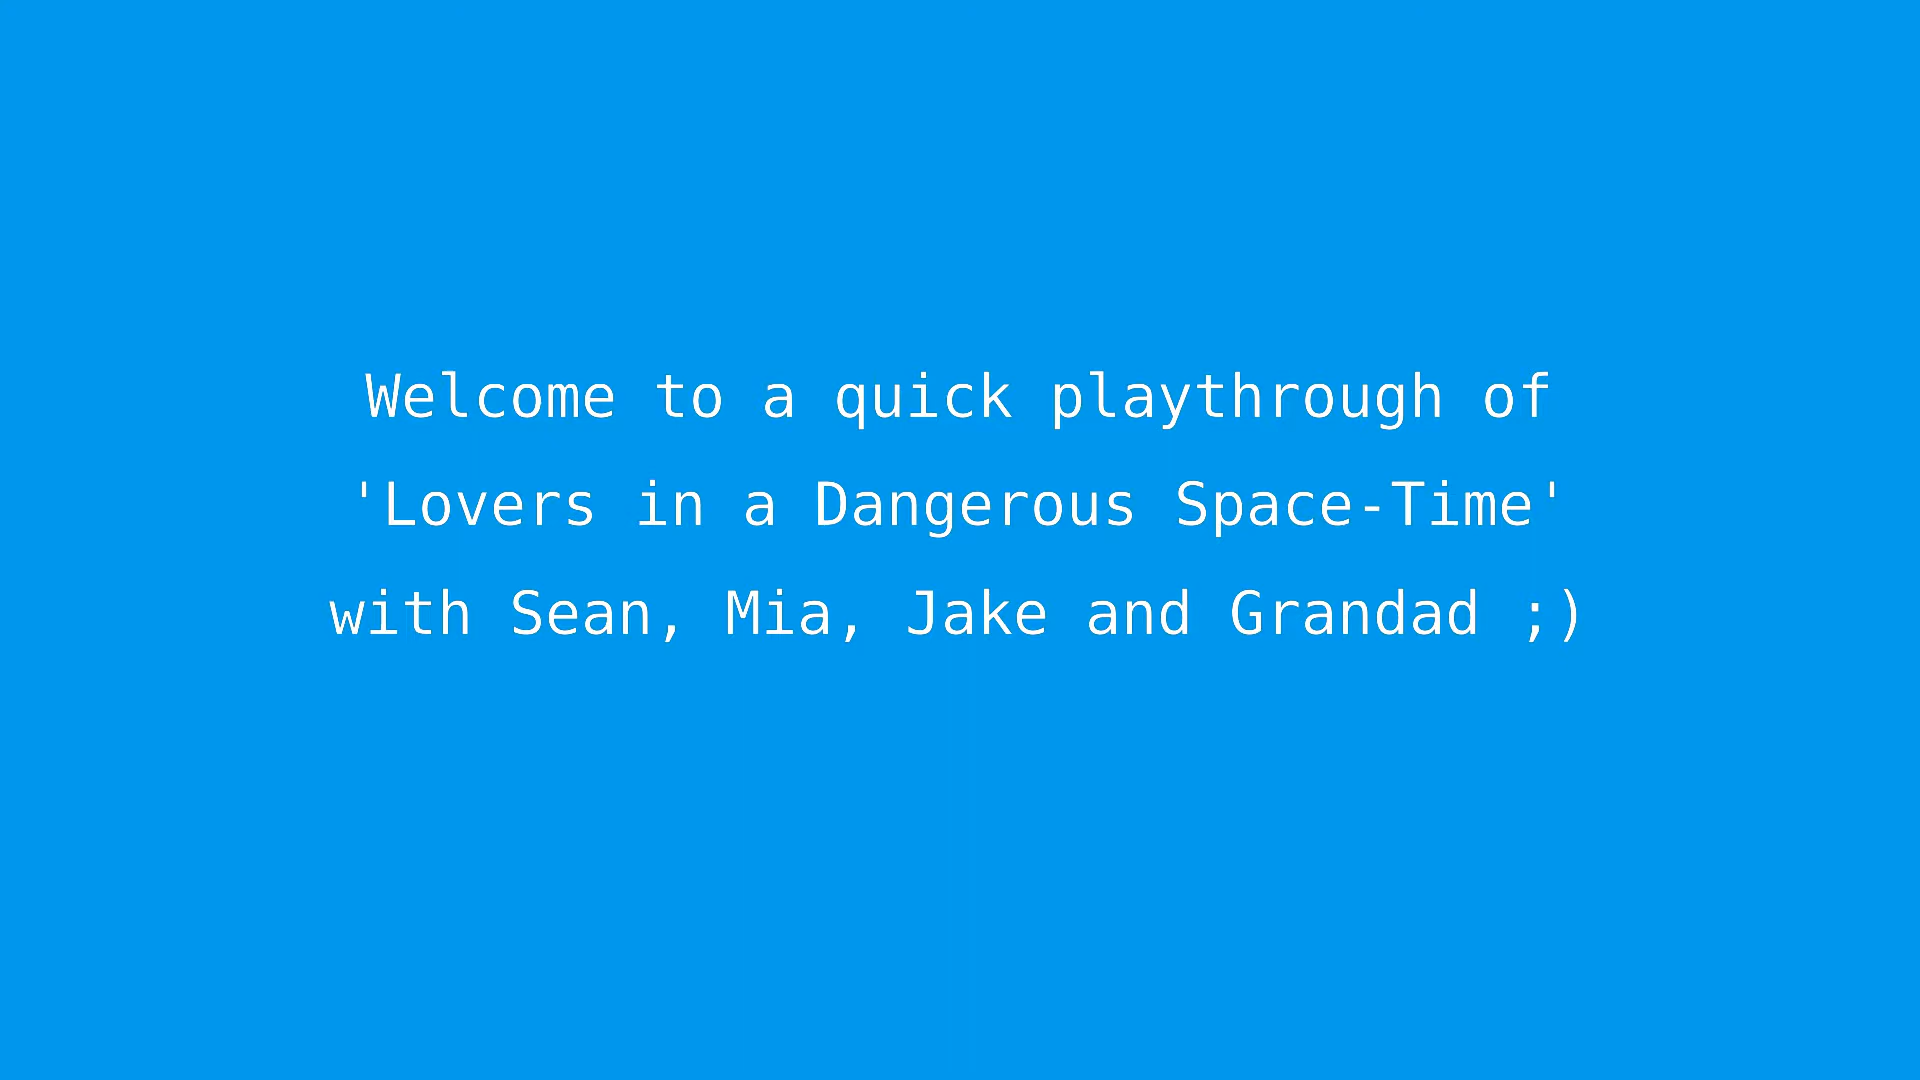 Welcome to a quick playthrough of
'Lovers in a Dangerous Space-Time'
with Sean, Mia, Jake and Grandad ;)